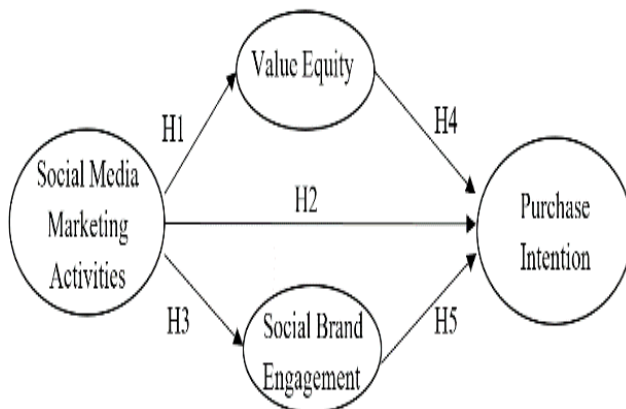 Value Equity
H1
H4
Social Media
Marketing
Activities
H2
Purchase
Intention
H3
Social Brand
Engagement
H5